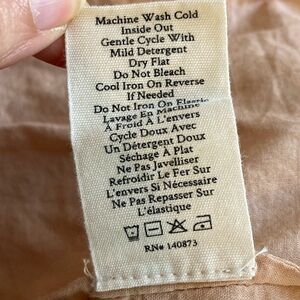 Machine Wash Cold
Inside Out
Gentle Cycle With
Mild Detergent
Dry Flat
Do Not Bleach
Cool Iron On Reverse
If Needed
Do Not Iron On Elastic
Lavage En Machine
A Froid À L'envers
Cycle Doux Avec
Un Détergent Doux
Séchage À Plat
Ne Pas Javelliser
Refroidir Le Fer Sur
L'envers Si Nécessaire
Ne Pas Repasser Sur
L'élastique
RN# 140873